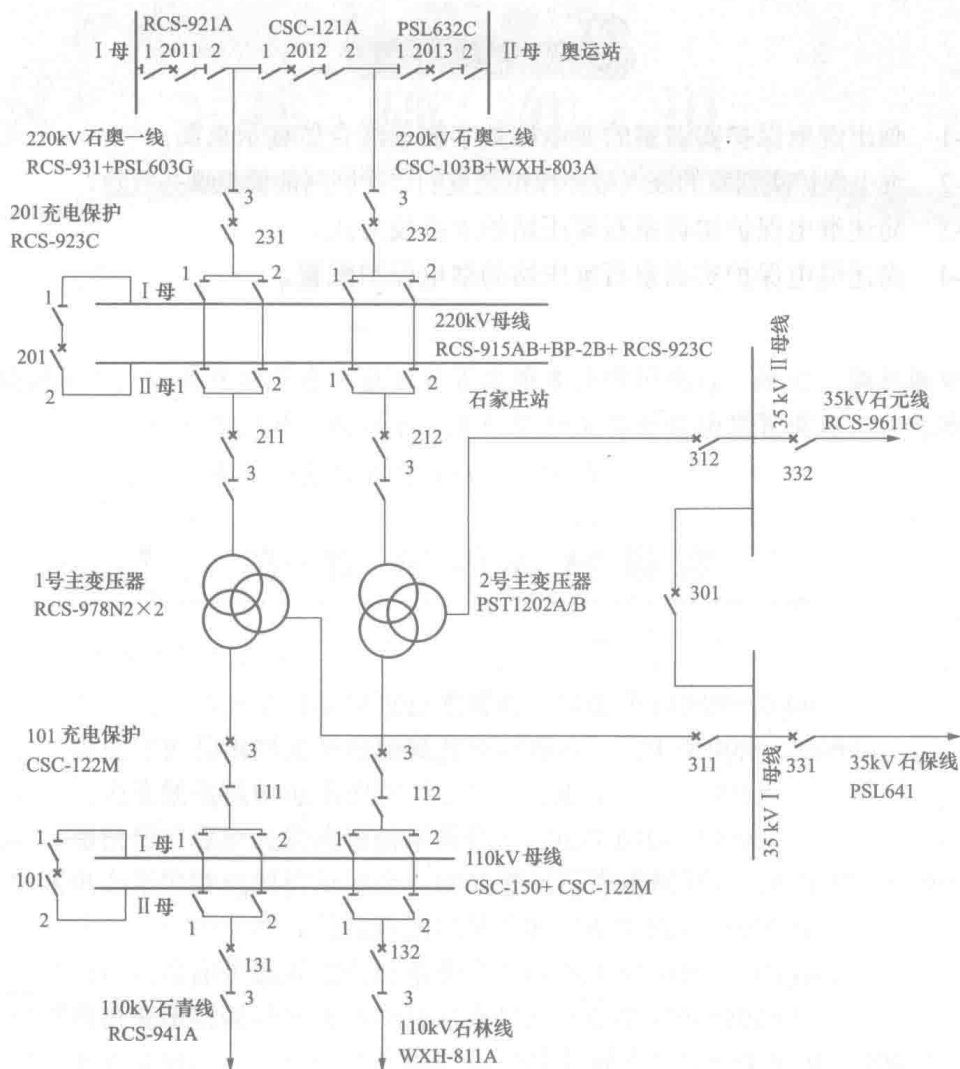 RCS-921A
CSC-121A
PSL632C
I母
1
2011
2
1
2012
2
1
2013
2
II母
奥运站
220kV石奥一线
RCS-931+PSL603G
220kV石奥二线
CSC-103B+WXH-803A
3
3
201充电保护
RCS-923C
231
232
1
2
1
2
1
I母
220kV母线
RCS-915AB+BP-2B+ RCS-923C
201
2
II母1
2
1
2
石家庄站
211
212
3
3
35 kV II母线
35kV石元线
RCS-9611C
312
332
1号主变压器
RCS-978N2×2
2号主变压器
PST1202A/B
301
101 充电保护
CSC-122M
3
3
311
331
35kV石保线
PSL641
35 kV I母线
111
112
1
I母
1
2
1
2
110kV母线
CSC-150+ CSC-122M
101
2
II母
1
2
1
2
131
132
3
3
110kV石青线
RCS-941A
110kV石林线
WXH-811A